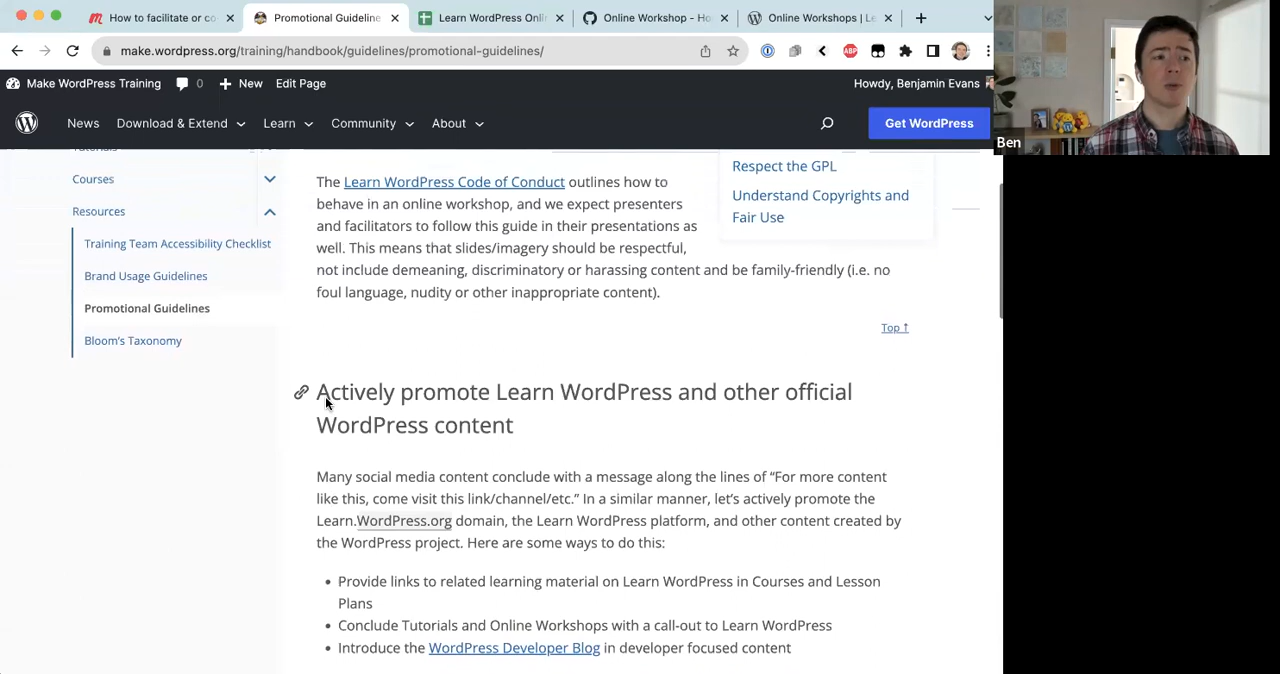 How to facilitate or co
Promotional Guideline
Learn WordPress Onli
Online Workshop - Ho
Online Workshops | Le
make.wordpress.org/training/handbook/guidelines/promotional-guidelines/
ABP
Make WordPress Training
0
New
Edit Page
Howdy, Benjamin Evans
News
Download & Extend
Learn
Community
About
Get WordPress
Ben
Tutorials
Courses
Resources
Training Team Accessibility Checklist
Brand Usage Guidelines
Promotional Guidelines
Bloom's Taxonomy
Respect the GPL
Understand Copyrights and
Fair Use
The Learn WordPress Code of Conduct outlines how to
behave in an online workshop, and we expect presenters
and facilitators to follow this guide in their presentations as
well. This means that slides/imagery should be respectful,
not include demeaning, discriminatory or harassing content and be family-friendly (i.e. no
foul language, nudity or other inappropriate content).
Top ↑
Actively promote Learn WordPress and other official
WordPress content
Many social media content conclude with a message along the lines of “For more content
like this, come visit this link/channel/etc.” In a similar manner, let’s actively promote the
Learn.WordPress.org domain, the Learn WordPress platform, and other content created by
the WordPress project. Here are some ways to do this:
• Provide links to related learning material on Learn WordPress in Courses and Lesson
Plans
• Conclude Tutorials and Online Workshops with a call-out to Learn WordPress
• Introduce the WordPress Developer Blog in developer focused content